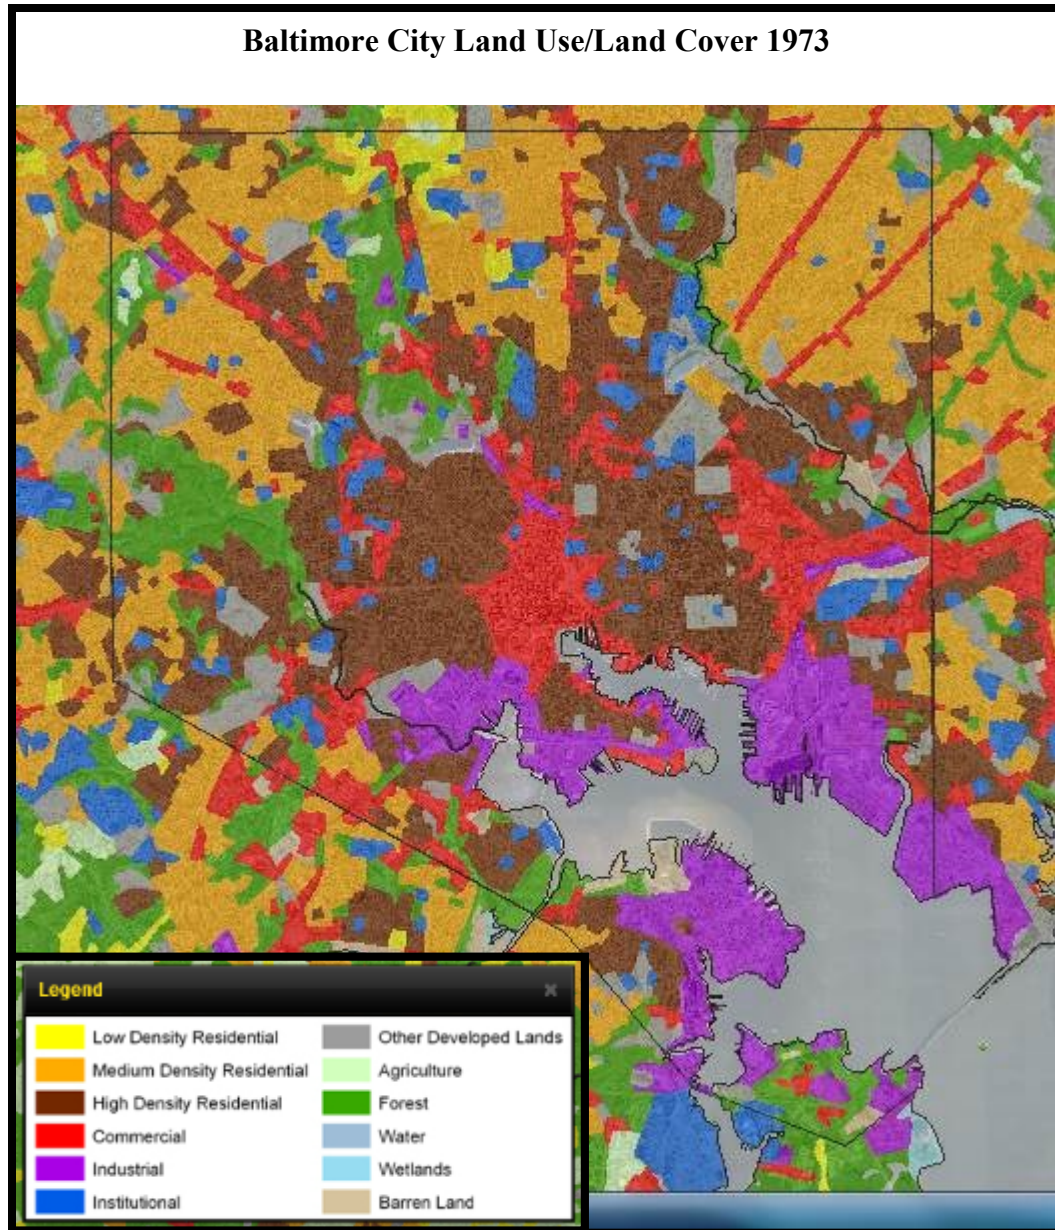 Baltimore City Land Use/Land Cover 1973
Legend
Low Density Residential
Medium Density Residential
High Density Residential
Commercial
Industrial
Institutional
Other Developed Lands
Agriculture
Forest
Water
Wetlands
Barren Land